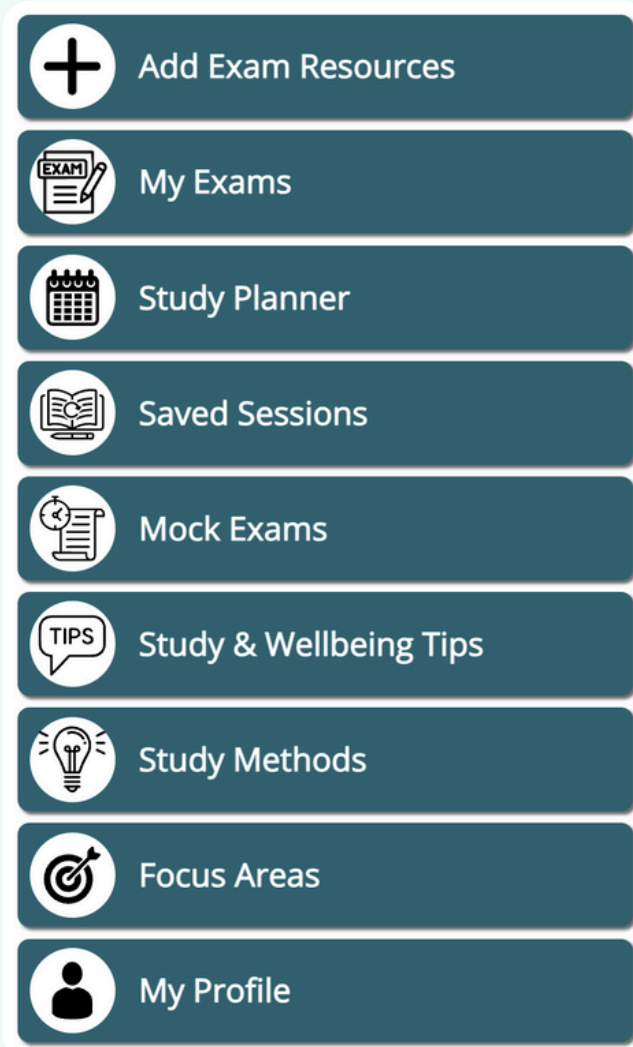 Add Exam Resources
EXAM
My Exams
Study Planner
Saved Sessions
Mock Exams
TIPS
Study & Wellbeing Tips
Study Methods
Focus Areas
My Profile